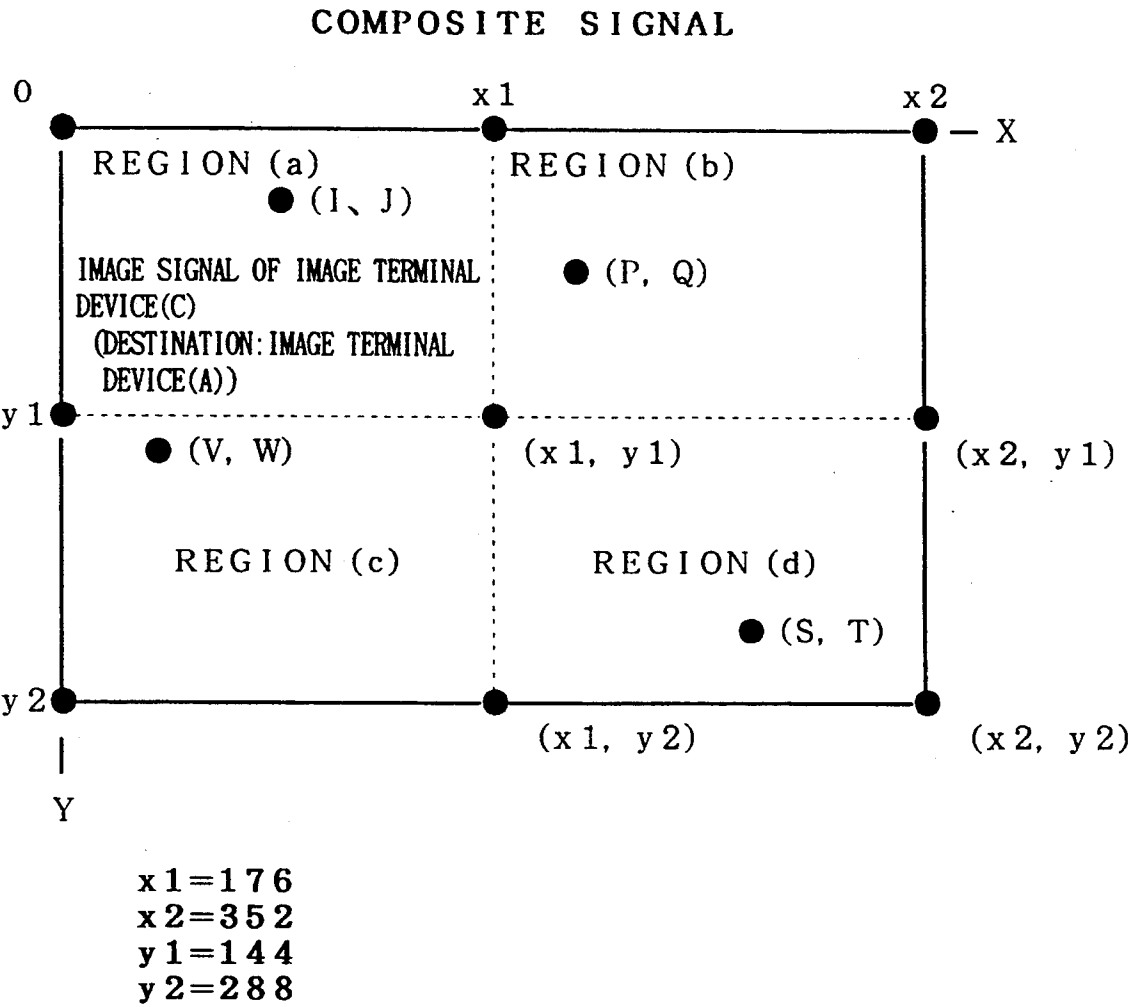 COMPOSITE SIGNAL
0 x1 x2
X
REGION (a) REGION (b)
(I、J)
(P, Q)
IMAGE SIGNAL OF IMAGE TERMINAL
DEVICE(C)
(DESTINATION:IMAGE TERMINAL
DEVICE(A))
y1
(V, W) (x1, y1) (x2, y1)
REGION (c) REGION (d)
(S, T)
y2
(x1, y2) (x2, y2)
Y
x1=176
x2=352
y1=144
y2=288